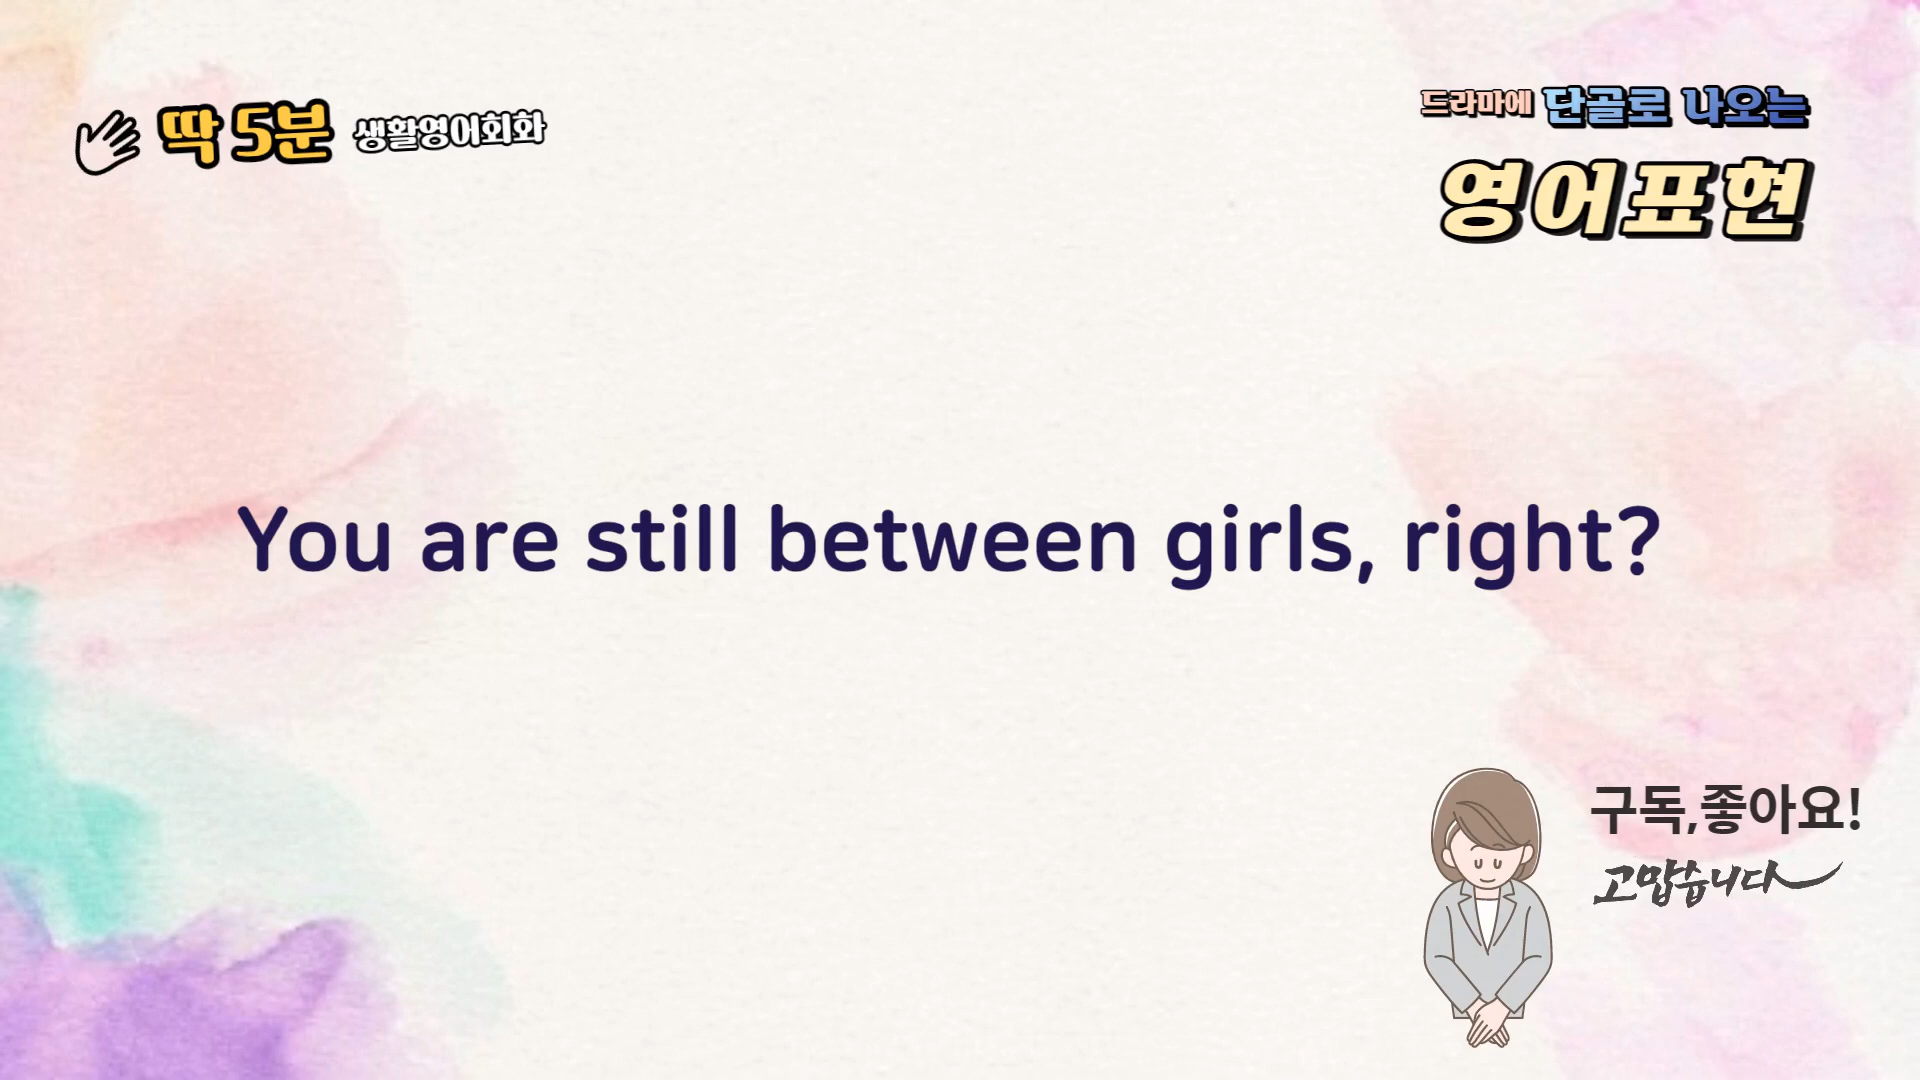 딱 5분 생활영어회화
드라마에 단골로 나오는
영어표현
You are still between girls, right?
구독,좋아요!
고맙습니다